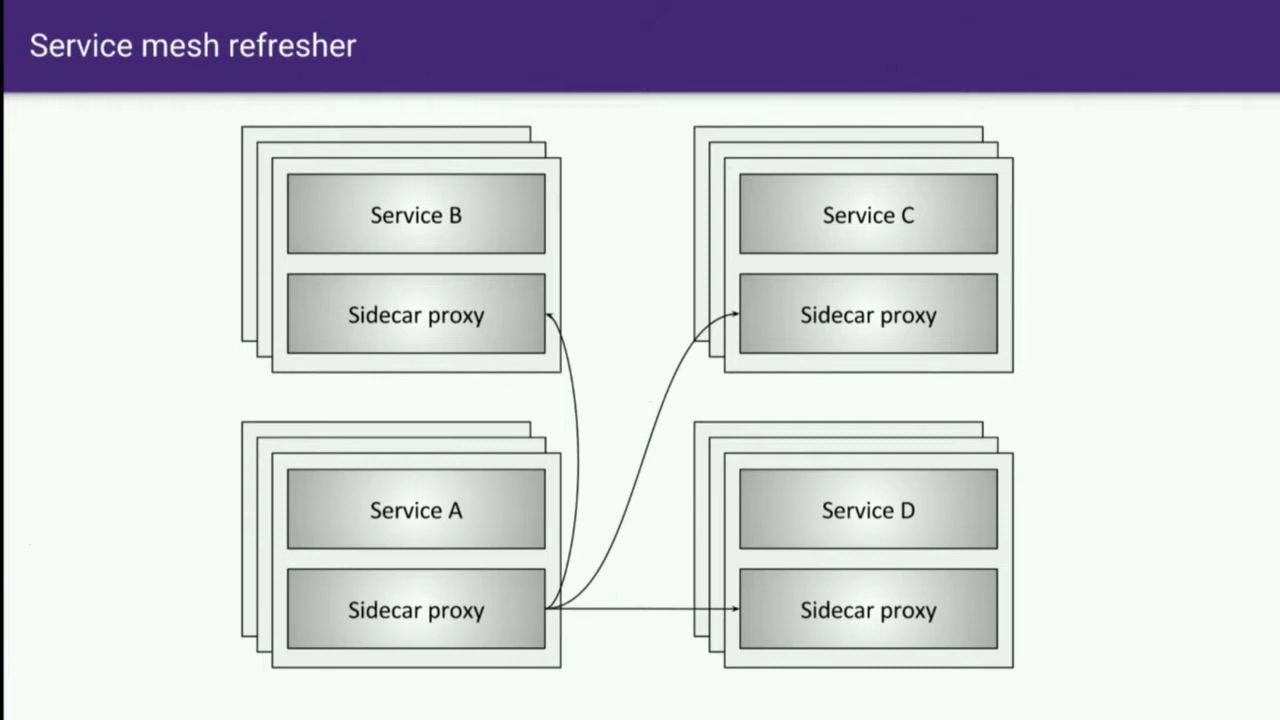 Service mesh refresher
Service B
Sidecar proxy
Service C
Sidecar proxy
Service A
Sidecar proxy
Service D
Sidecar proxy